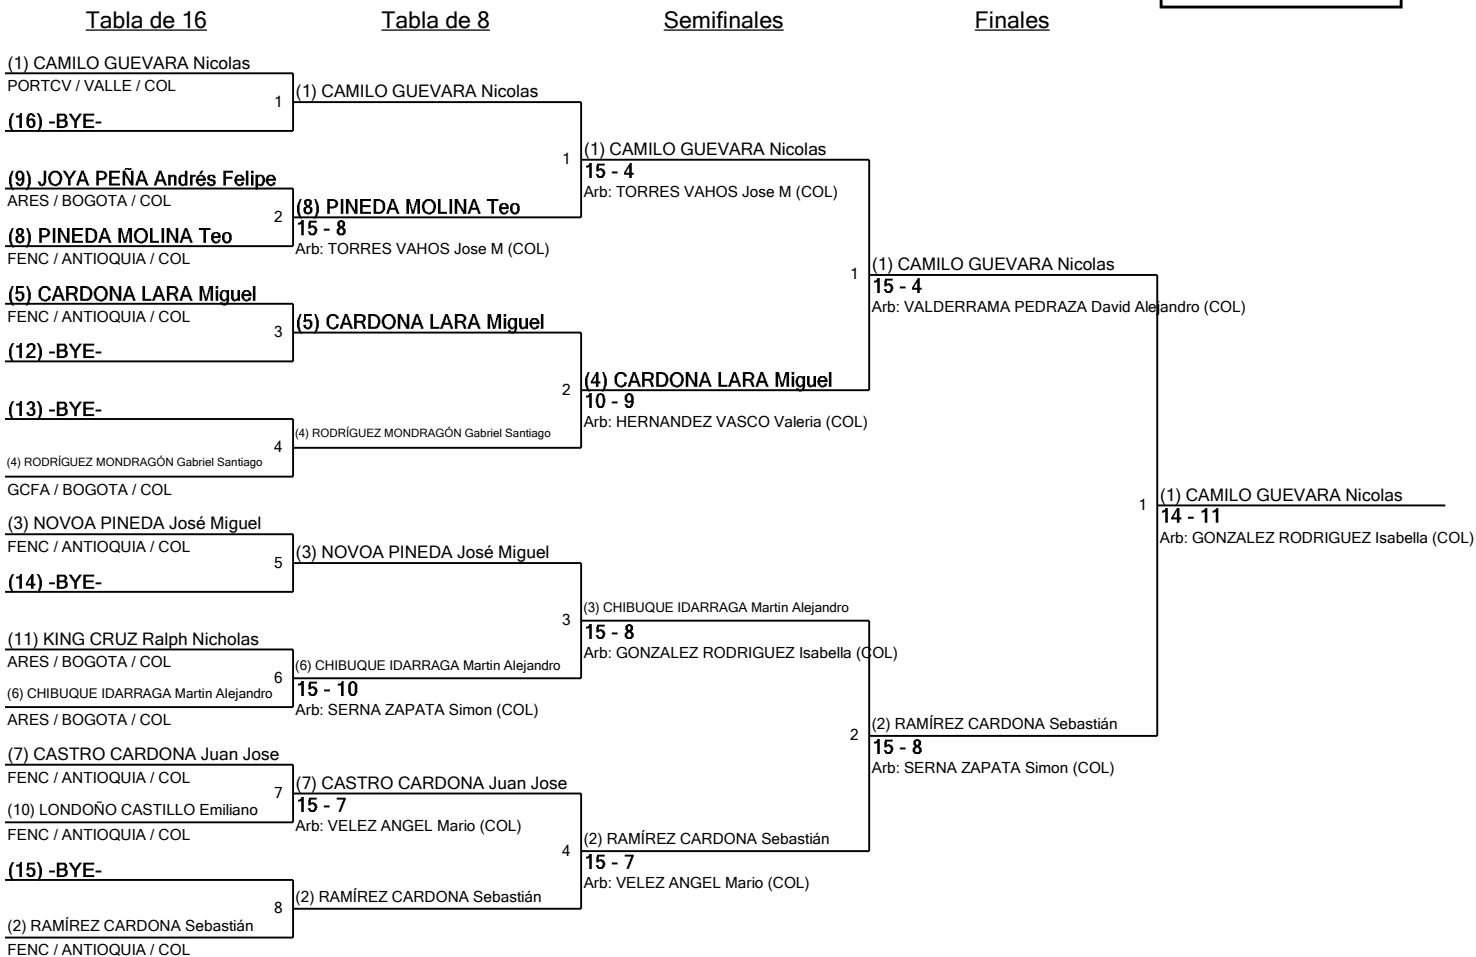 Tabla de 16
Tabla de 8
Semifinales
Finales
(1) CAMILO GUEVARA Nicolas
PORTCV / VALLE / COL
1
(16) -BYE-
(9) JOYA PEÑA Andrés Felipe
ARES / BOGOTA / COL
2
(8) PINEDA MOLINA Teo
FENC / ANTIOQUIA / COL
(5) CARDONA LARA Miguel
FENC / ANTIOQUIA / COL
3
(12) -BYE-
(13) -BYE-
4
(4) RODRÍGUEZ MONDRAGÓN Gabriel Santiago
GCFA / BOGOTA / COL
(3) NOVOA PINEDA José Miguel
FENC / ANTIOQUIA / COL
5
(14) -BYE-
(11) KING CRUZ Ralph Nicholas
ARES / BOGOTA / COL
6
(6) CHIBUQUE IDARRAGA Martin Alejandro
ARES / BOGOTA / COL
(7) CASTRO CARDONA Juan Jose
FENC / ANTIOQUIA / COL
7
(10) LONDOÑO CASTILLO Emiliano
FENC / ANTIOQUIA / COL
(15) -BYE-
8
(2) RAMÍREZ CARDONA Sebastián
FENC / ANTIOQUIA / COL
(1) CAMILO GUEVARA Nicolas
1
(8) PINEDA MOLINA Teo
15 - 8
Arb: TORRES VAHOS Jose M (COL)
(5) CARDONA LARA Miguel
2
(4) RODRÍGUEZ MONDRAGÓN Gabriel Santiago
(3) NOVOA PINEDA José Miguel
3
(6) CHIBUQUE IDARRAGA Martin Alejandro
15 - 10
Arb: SERNA ZAPATA Simon (COL)
(7) CASTRO CARDONA Juan Jose
15 - 7
Arb: VELEZ ANGEL Mario (COL)
4
(2) RAMÍREZ CARDONA Sebastián
(1) CAMILO GUEVARA Nicolas
15 - 4
Arb: TORRES VAHOS Jose M (COL)
1
(4) CARDONA LARA Miguel
10 - 9
Arb: HERNANDEZ VASCO Valeria (COL)
(3) CHIBUQUE IDARRAGA Martin Alejandro
15 - 8
Arb: GONZALEZ RODRIGUEZ Isabella (COL)
2
(2) RAMÍREZ CARDONA Sebastián
15 - 7
Arb: VELEZ ANGEL Mario (COL)
(1) CAMILO GUEVARA Nicolas
15 - 4
Arb: VALDERRAMA PEDRAZA David Alejandro (COL)
1
(2) RAMÍREZ CARDONA Sebastián
15 - 8
Arb: SERNA ZAPATA Simon (COL)
(1) CAMILO GUEVARA Nicolas
14 - 11
Arb: GONZALEZ RODRIGUEZ Isabella (COL)